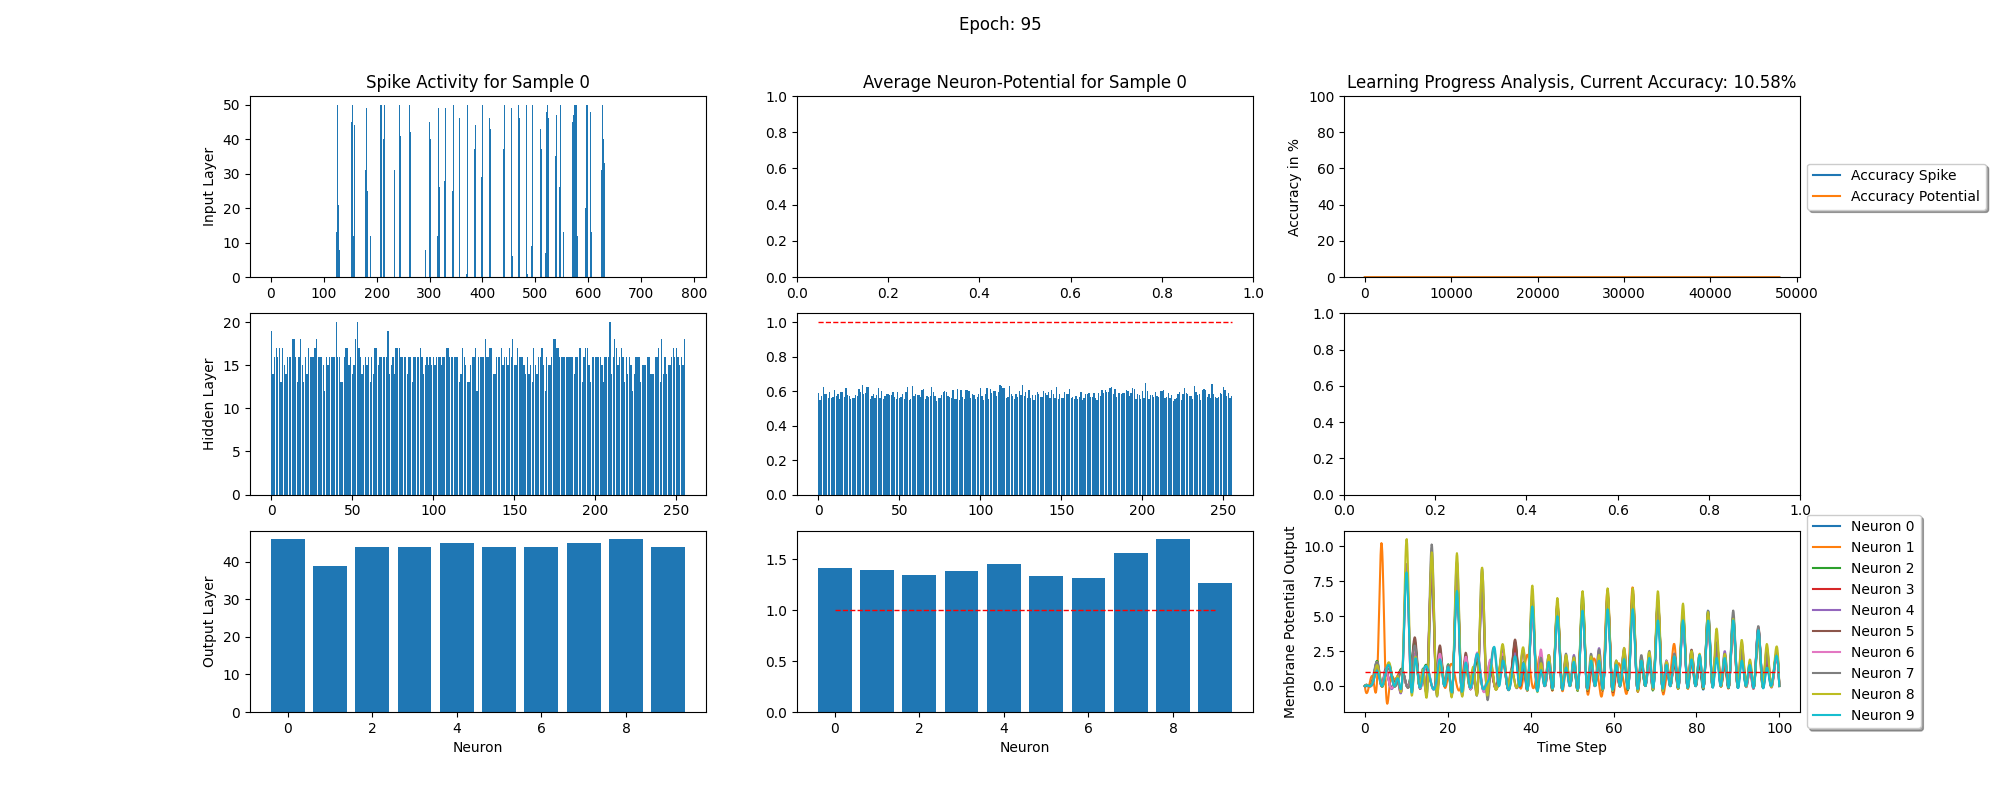 Epoch: 95
Spike Activity for Sample 0
Average Neuron-Potential for Sample 0
Learning Progress Analysis, Current Accuracy: 10.58%
Input Layer
50
40
30
20
10
0
0 100 200 300 400 500 600 700 800
1.0
0.8
0.6
0.4
0.2
0.0
0.0 0.2 0.4 0.6 0.8 1.0
Accuracy in %
100
80
60
40
20
0
0 10000 20000 30000 40000 50000
Accuracy Spike
Accuracy Potential
Hidden Layer
20
15
10
5
0
0 50 100 150 200 250
1.0
0.8
0.6
0.4
0.2
0.0
0 50 100 150 200 250
1.0
0.8
0.6
0.4
0.2
0.0
0.0 0.2 0.4 0.6 0.8 1.0
Output Layer
40
30
20
10
0
0 2 4 6 8
Neuron
1.5
1.0
0.5
0.0
0 2 4 6 8
Neuron
Membrane Potential Output
10.0
7.5
5.0
2.5
0.0
0 20 40 60 80 100
Time Step
Neuron 0
Neuron 1
Neuron 2
Neuron 3
Neuron 4
Neuron 5
Neuron 6
Neuron 7
Neuron 8
Neuron 9